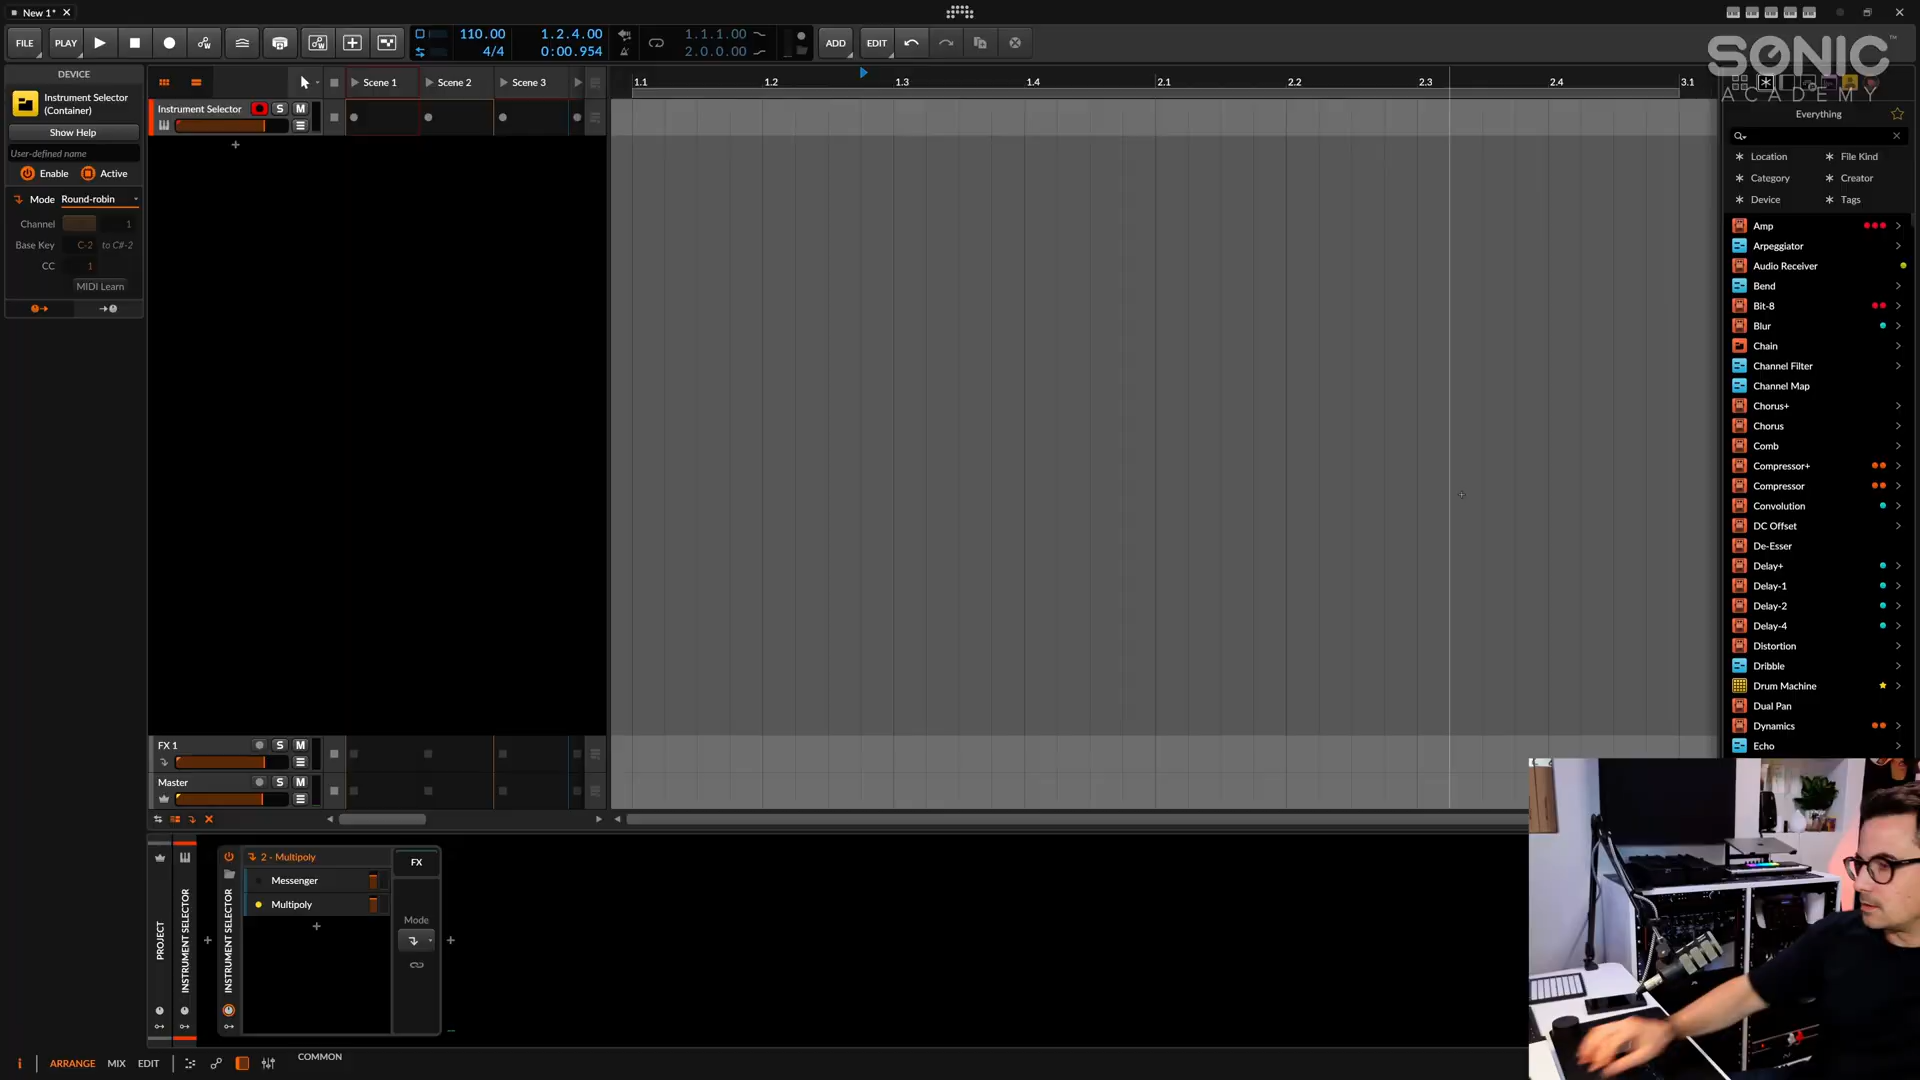 New 1*
FILE
PLAY
110.00
4/4
1.2.4.00
0:00.954
1.1.1.00
2.0.0.00
ADD
EDIT
SONIC
ACADEMY
™
DEVICE
Instrument Selector
(Container)
Show Help
User-defined name
Enable
Active
Mode
Round-robin
Channel
1
Base Key
C-2
to C#-2
CC
1
MIDI Learn
Scene 1
Scene 2
Scene 3
1.1
1.2
1.3
1.4
2.1
2.2
2.3
2.4
3.1
Instrument Selector
S
M
Everything
Location
File Kind
Category
Creator
Device
Tags
Amp
Arpeggiator
Audio Receiver
Bend
Bit-8
Blur
Chain
Channel Filter
Channel Map
Chorus+
Chorus
Comb
Compressor+
Compressor
Convolution
DC Offset
De-Esser
Delay+
Delay-1
Delay-2
Delay-4
Distortion
Dribble
Drum Machine
Dual Pan
Dynamics
Echo
FX 1
S
M
Master
S
M
PROJECT
INSTRUMENT SELECTOR
INSTRUMENT SELECTOR
2 - Multipoly
Messenger
Multipoly
FX
Mode
i
ARRANGE
MIX
EDIT
COMMON